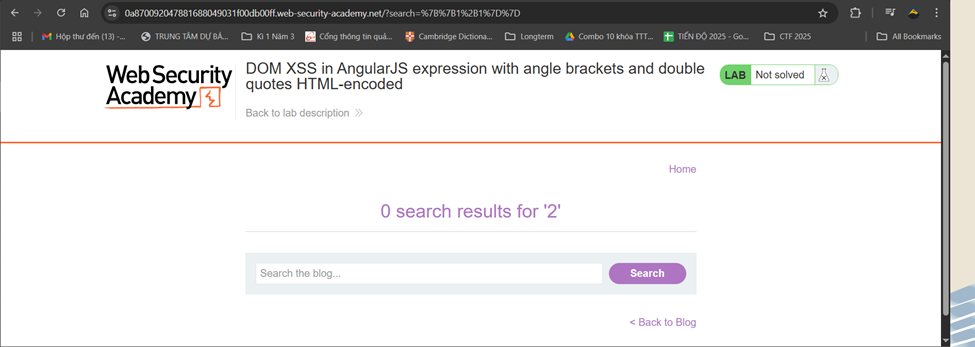 0a870092047881688049031f00db00ff.web-security-academy.net/?search=%7B%7B1%2B1%7D%7D
Hộp thư đến (13) -... TRUNG TÂM DỰ BÁ... Kì 1 Năm 3 Cổng thông tin quả... Cambridge Dictiona... Longterm Combo 10 khóa TTT... TIẾN ĐỘ 2025 - Go... CTF 2025 All Bookmarks
Web Security
Academy
DOM XSS in AngularJS expression with angle brackets and double
quotes HTML-encoded
LAB Not solved
Back to lab description
Home
0 search results for '2'
Search the blog... Search
< Back to Blog